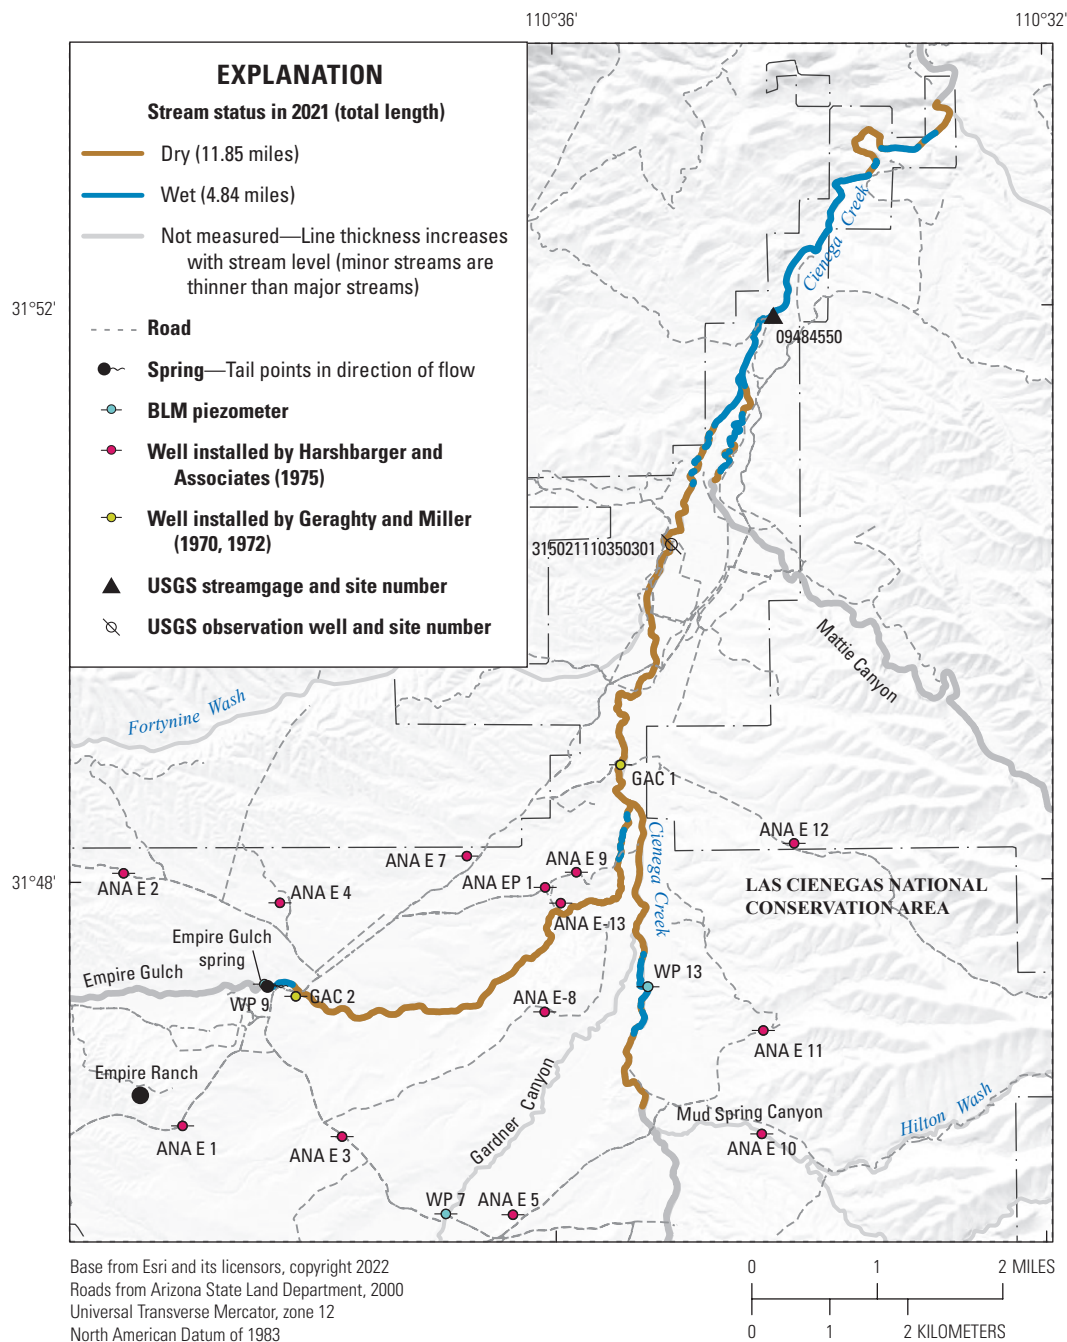 110°36'
110°32'
EXPLANATION
Stream status in 2021 (total length)
Dry (11.85 miles)
Wet (4.84 miles)
Not measured—Line thickness increases
with stream level (minor streams are
thinner than major streams)
Road
Spring—Tail points in direction of flow
BLM piezometer
Well installed by Harshbarger and
Associates (1975)
Well installed by Geraghty and Miller
(1970, 1972)
USGS streamgage and site number
USGS observation well and site number
31°52'
Cienega Creek
09484550
315021110350301
Mattie Canyon
Fortynine Wash
GAC 1
Cienega Creek
ANA E 12
ANA E 7
ANA E 9
31°48'
ANA E 2
ANA E 4
ANA EP 1
LAS CIENEGAS NATIONAL
CONSERVATION AREA
ANA E-13
Empire Gulch
spring
Empire Gulch
WP 13
WP 9
GAC 2
ANA E-8
ANA E 11
Empire Ranch
Gardner Canyon
Mud Spring Canyon
Hilton Wash
ANA E 1
ANA E 3
ANA E 10
WP 7
ANA E 5
Base from Esri and its licensors, copyright 2022
Roads from Arizona State Land Department, 2000
Universal Transverse Mercator, zone 12
North American Datum of 1983
0 1 2 MILES
0 1 2 KILOMETERS